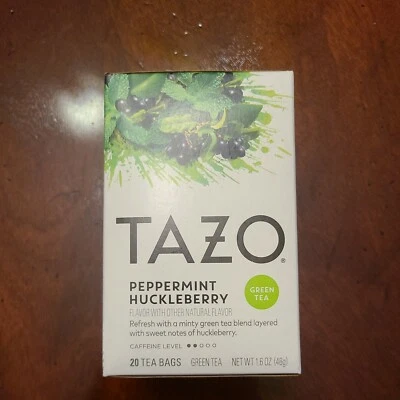 TAZO®
PEPPERMINT
HUCKLEBERRY
GREEN
TEA
FLAVOR WITH OTHER NATURAL FLAVOR
Refresh with a minty green tea blend layered
with sweet notes of huckleberry.
CAFFEINE LEVEL
20 TEA BAGS GREEN TEA NET WT 1.6 OZ (46g)